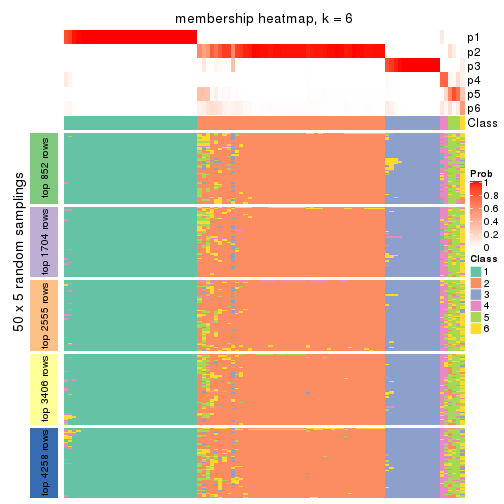 membership heatmap, k = 6
p1
p2
p3
p4
p5
p6
Class
50 x 5 random samplings
top 852 rows
top 1704 rows
top 2555 rows
top 3406 rows
top 4258 rows
Prob
1
0.8
0.6
0.4
0.2
0
Class
1
2
3
4
5
6